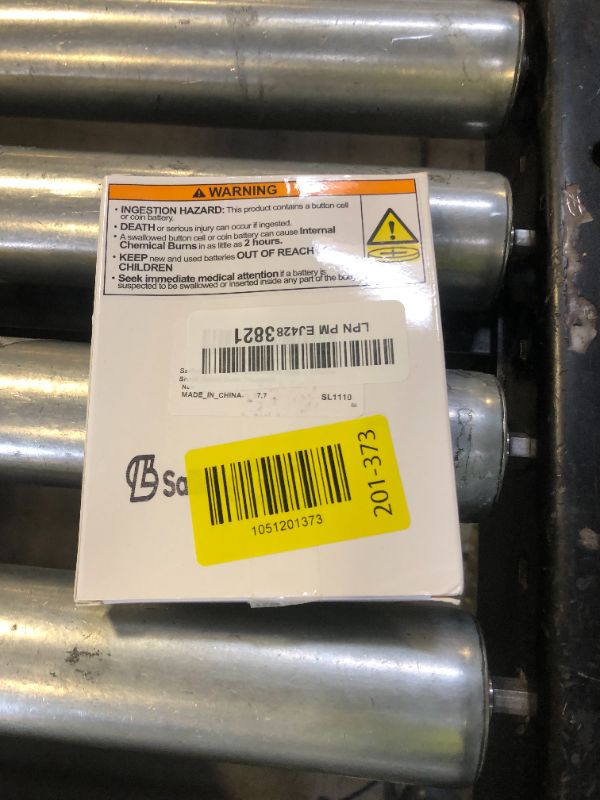 WARNING
• INGESTION HAZARD: This product contains a button cell
or coin battery.
• DEATH or serious injury can occur if ingested.
• A swallowed button cell or coin battery can cause Internal
Chemical Burns in as little as 2 hours.
• KEEP new and used batteries OUT OF REACH
CHILDREN
• Seek immediate medical attention if a battery is
suspected to be swallowed or inserted inside any part of the body.
LPN PM EJ4283821
MADE_IN_CHINA. 7.7 SL1110
Sa
1051201373
201-373